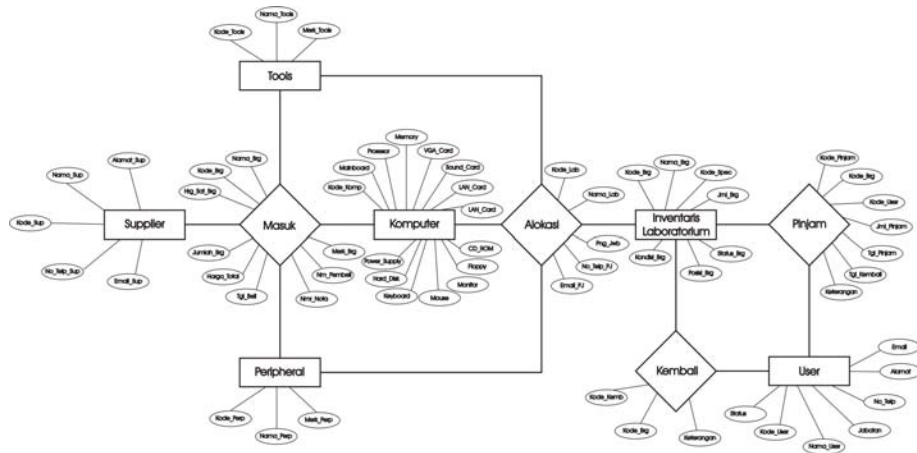 Nama_Tools
Kode_Tools
Merk_Tools
Tools
Alamat_Sup
Nama_Sup
Kode_Sup
Supplier
No_Telp_Sup
Email_Sup
Nama_Brg
Kode_Brg
Hrg_Sat_Brg
Masuk
Jumlah_Brg
Harga_Total
Tgl_Beli
Merk_Brg
Nm_Pembeli
Nmr_Nota
Memory
Prosesor
VGA_Card
Mainboard
Sound_Card
Kode_Komp
LAN_Card
LAN_Card
Komputer
CD_ROM
Power_Supply
Floppy
Hard_Disk
Monitor
Keyboard
Mouse
Kode_Lab
Nama_Lab
Alokasi
Png_Jwb
No_Telp_PJ
Email_PJ
Nama_Brg
Kode_Brg
Kode_Spec
Jml_Brg
Inventaris
Laboratorium
Kondisi_Brg
Status_Brg
Posisi_Brg
Kode_Pinjam
Kode_Brg
Kode_User
Pinjam
Jml_Pinjam
Tgl_Pinjam
Tgl_Kembali
Keterangan
Peripheral
Kode_Perp
Nama_Perp
Merk_Perp
Kembali
Kode_Kemb
Kode_Brg
Keterangan
User
Email
Alamat
No_Telp
Jabatan
Nama_User
Kode_User
Status